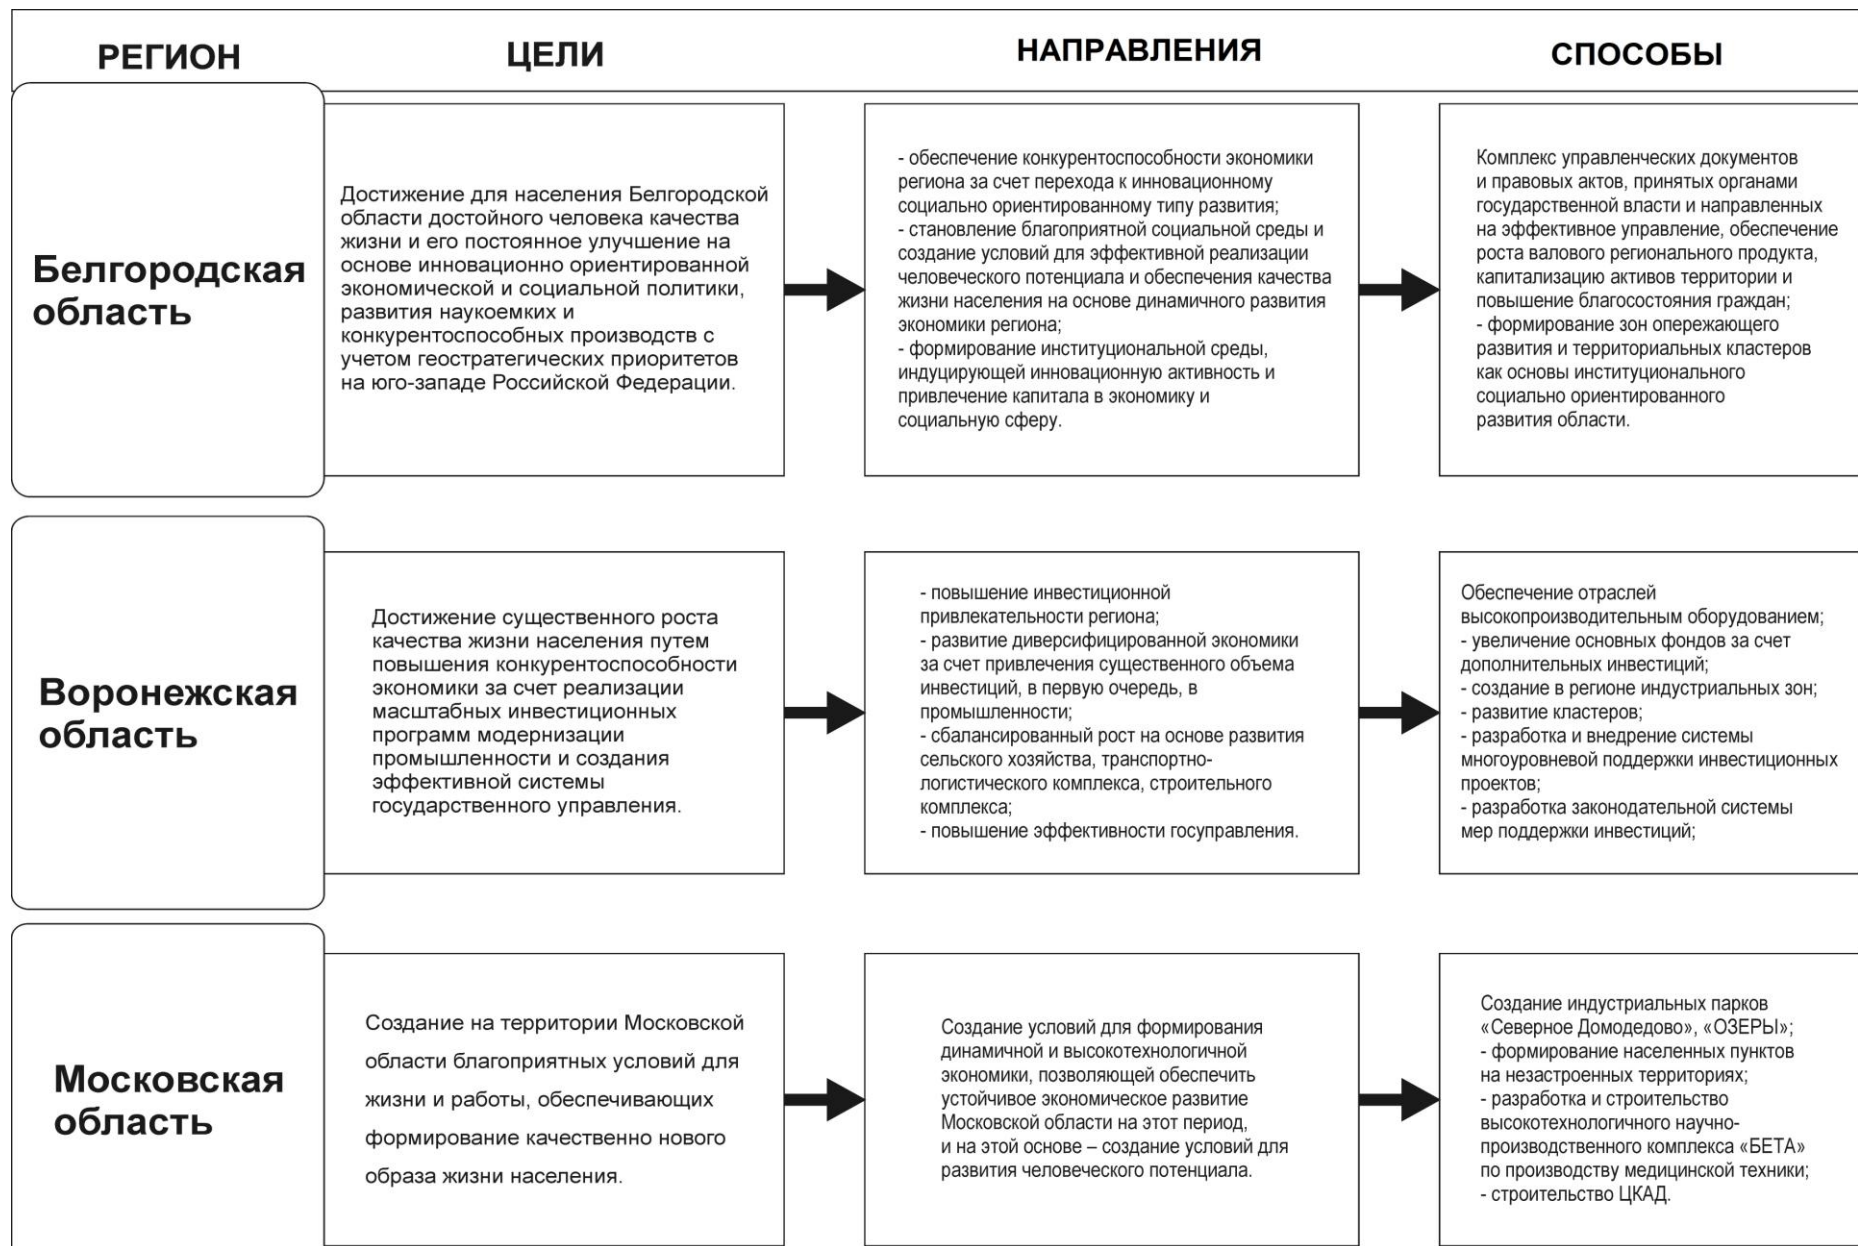 РЕГИОН
ЦЕЛИ
НАПРАВЛЕНИЯ
СПОСОБЫ
Белгородская
область
Достижение для населения Белгородской
области достойного человека качества
жизни и его постоянное улучшение на
основе инновационно ориентированной
экономической и социальной политики,
развития наукоемких и
конкурентоспособных производств с
учетом геостратегических приоритетов
на юго-западе Российской Федерации.
- обеспечение конкурентоспособности экономики
региона за счет перехода к инновационному
социально ориентированному типу развития;
- становление благоприятной социальной среды и
создание условий для эффективной реализации
человеческого потенциала и обеспечения качества
жизни населения на основе динамичного развития
экономики региона;
- формирование институциональной среды,
индуцирующей инновационную активность и
привлечение капитала в экономику и
социальную сферу.
Комплекс управленческих документов
и правовых актов, принятых органами
государственной власти и направленных
на эффективное управление, обеспечение
роста валового регионального продукта,
капитализацию активов территории и
повышение благосостояния граждан;
- формирование зон опережающего
развития и территориальных кластеров
как основы институционального
социально ориентированного
развития области.
Воронежская
область
Достижение существенного роста
качества жизни населения путем
повышения конкурентоспособности
экономики за счет реализации
масштабных инвестиционных
программ модернизации
промышленности и создания
эффективной системы
государственного управления.
- повышение инвестиционной
привлекательности региона;
- развитие диверсифицированной экономики
за счет привлечения существенного объема
инвестиций, в первую очередь, в
промышленности;
- сбалансированный рост на основе развития
сельского хозяйства, транспортно-
логистического комплекса, строительного
комплекса;
- повышение эффективности госуправления.
Обеспечение отраслей
высокопроизводительным оборудованием;
- увеличение основных фондов за счет
дополнительных инвестиций;
- создание в регионе индустриальных зон;
- развитие кластеров;
- разработка и внедрение системы
многоуровневой поддержки инвестиционных
проектов;
- разработка законодательной системы
мер поддержки инвестиций;
Московская
область
Создание на территории Московской
области благоприятных условий для
жизни и работы, обеспечивающих
формирование качественно нового
образа жизни населения.
Создание условий для формирования
динамичной и высокотехнологичной
экономики, позволяющей обеспечить
устойчивое экономическое развитие
Московской области на этот период,
и на этой основе – создание условий для
развития человеческого потенциала.
Создание индустриальных парков
«Северное Домодедово», «ОЗЕРЫ»;
- формирование населенных пунктов
на незастроенных территориях;
- разработка и строительство
высокотехнологичного научно-
производственного комплекса «БЕТА»
по производству медицинской техники;
- строительство ЦКАД.